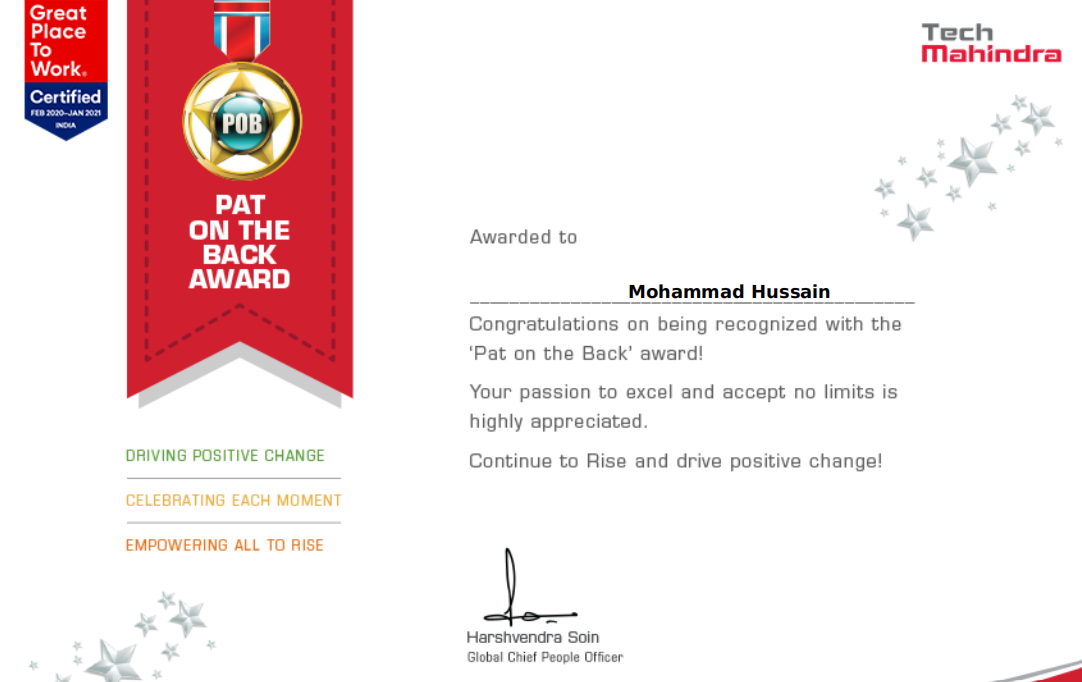 Great
Place
To
Work.
Certified
FEB 2020–JAN 2021
INDIA
POB
PAT
ON THE
BACK
AWARD
DRIVING POSITIVE CHANGE
CELEBRATING EACH MOMENT
EMPOWERING ALL TO RISE
Tech
Mahindra
Awarded to
Mohammad Hussain
Congratulations on being recognized with the
‘Pat on the Back’ award!
Your passion to excel and accept no limits is
highly appreciated.
Continue to Rise and drive positive change!
Harshvendra Soin
Global Chief People Officer